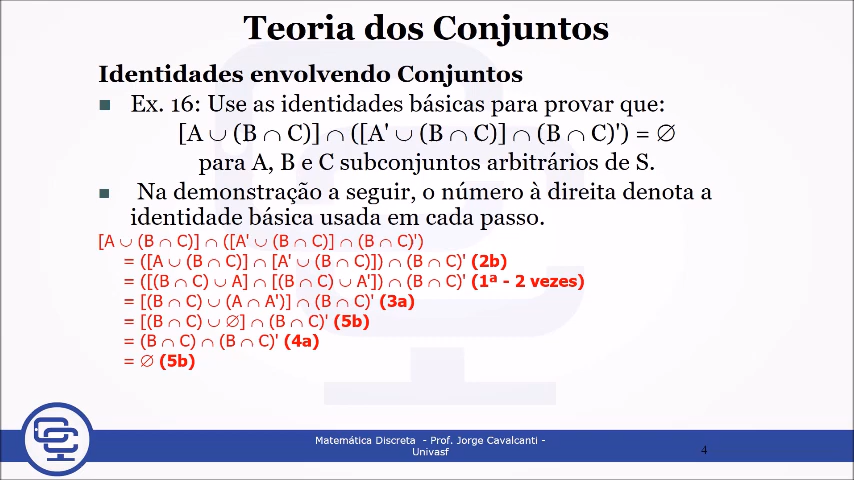 Teoria dos Conjuntos
Identidades envolvendo Conjuntos
Ex. 16: Use as identidades básicas para provar que:
[A ∪ (B ∩ C)] ∩ ([A' ∪ (B ∩ C)] ∩ (B ∩ C)') = ∅
para A, B e C subconjuntos arbitrários de S.
Na demonstração a seguir, o número à direita denota a
identidade básica usada em cada passo.
[A ∪ (B ∩ C)] ∩ ([A' ∪ (B ∩ C)] ∩ (B ∩ C)')
= ([A ∪ (B ∩ C)] ∩ [A' ∪ (B ∩ C)]) ∩ (B ∩ C)' (2b)
= ([(B ∩ C) ∪ A] ∩ [(B ∩ C) ∪ A']) ∩ (B ∩ C)' (1ª - 2 vezes)
= [(B ∩ C) ∪ (A ∩ A')] ∩ (B ∩ C)' (3a)
= [(B ∩ C) ∪ ∅] ∩ (B ∩ C)' (5b)
= (B ∩ C) ∩ (B ∩ C)' (4a)
= ∅ (5b)
Matemática Discreta - Prof. Jorge Cavalcanti -
Univasf
4